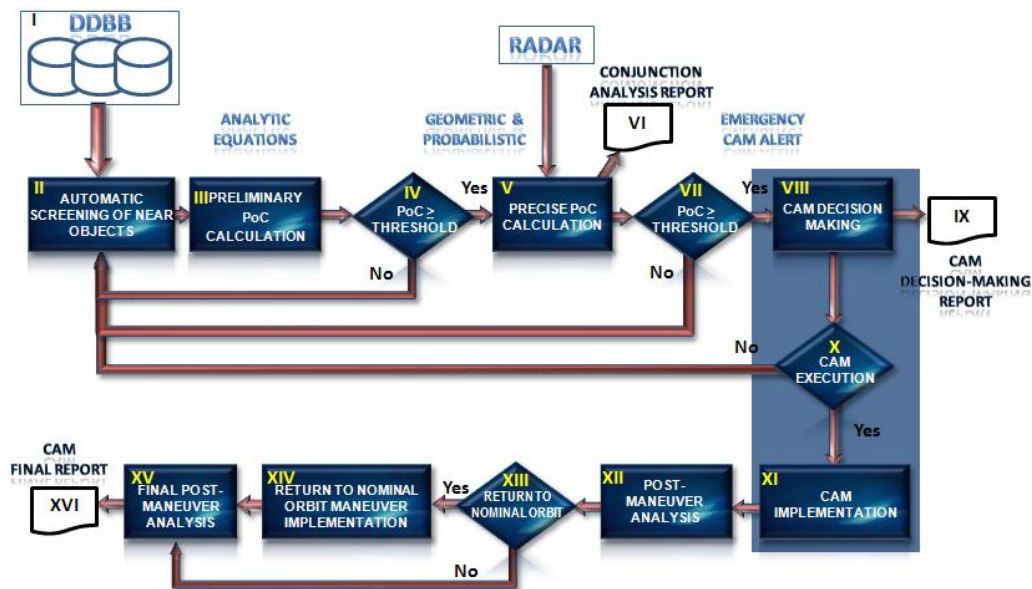 I
DDBB
RADAR
CONJUNCTION
ANALYSIS REPORT
VI
ANALYTIC
EQUATIONS
GEOMETRIC &
PROBABILISTIC
EMERGENCY
CAM ALERT
II
AUTOMATIC
SCREENING OF NEAR
OBJECTS
III
PRELIMINARY
PoC
CALCULATION
IV
PoC ≥
THRESHOLD
Yes
No
V
PRECISE PoC
CALCULATION
VII
PoC ≥
THRESHOLD
Yes
No
VIII
CAM DECISION
MAKING
IX
CAM
DECISION-MAKING
REPORT
X
CAM
EXECUTION
No
Yes
XI
CAM
IMPLEMENTATION
XII
POST-
MANEUVER
ANALYSIS
XIII
RETURN TO
NOMINAL ORBIT
Yes
No
XIV
RETURN TO NOMINAL
ORBIT MANEUVER
IMPLEMENTATION
XV
FINAL POST-
MANEUVER
ANALYSIS
CAM
FINAL REPORT
XVI